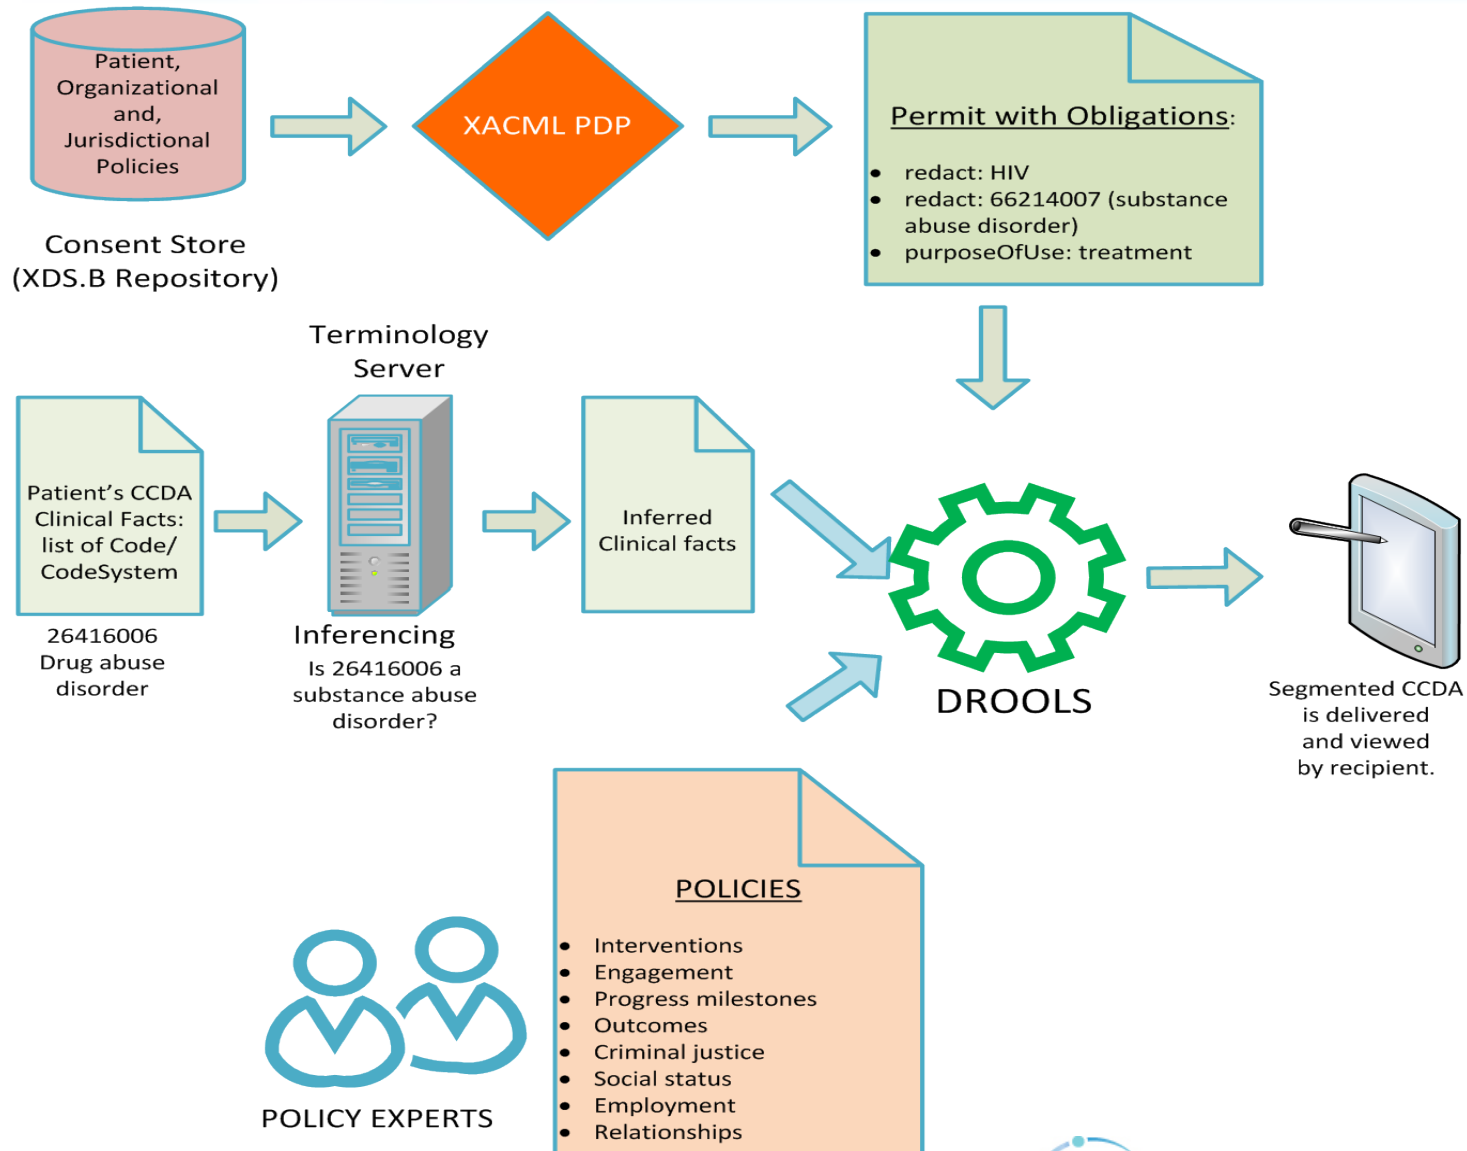 Patient,
Organizational
and,
Jurisdictional
Policies
Consent Store
(XDS.B Repository)
XACML PDP
Permit with Obligations:
• redact: HIV
• redact: 66214007 (substance
abuse disorder)
• purposeOfUse: treatment
Terminology
Server
Patient’s CCDA
Clinical Facts:
list of Code/
CodeSystem
26416006
Drug abuse
disorder
Inferencing
Is 26416006 a
substance abuse
disorder?
Inferred
Clinical facts
DROOLS
Segmented CCDA
is delivered
and viewed
by recipient.
POLICY EXPERTS
POLICIES
• Interventions
• Engagement
• Progress milestones
• Outcomes
• Criminal justice
• Social status
• Employment
• Relationships